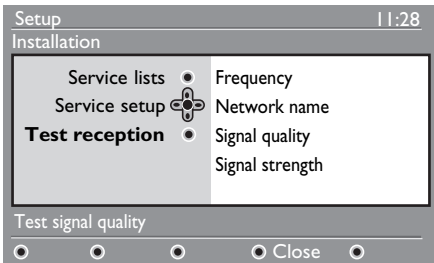 Setup 11:28
Installation
Service lists Frequency
Service setup Network name
Test reception Signal quality
Signal strength
Test signal quality
Close